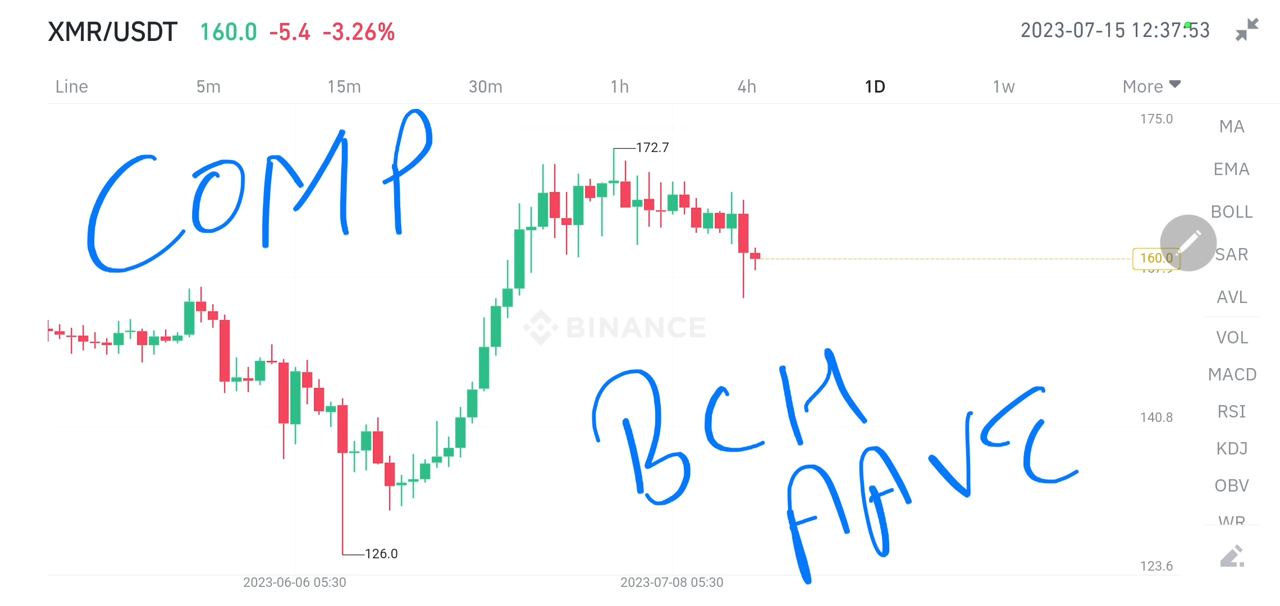 XMR/USDT 160.0 -5.4 -3.26% 2023-07-15 12:37:53
Line 5m 15m 30m 1h 4h 1D 1w More
175.0
MA
COMP
172.7
EMA
BOLL
160.0 SAR
AVL
BINANCE
VOL
MACD
BCH
140.8
RSI
AAVE
KDJ
OBV
WR
126.0
123.6
2023-06-06 05:30 2023-07-08 05:30